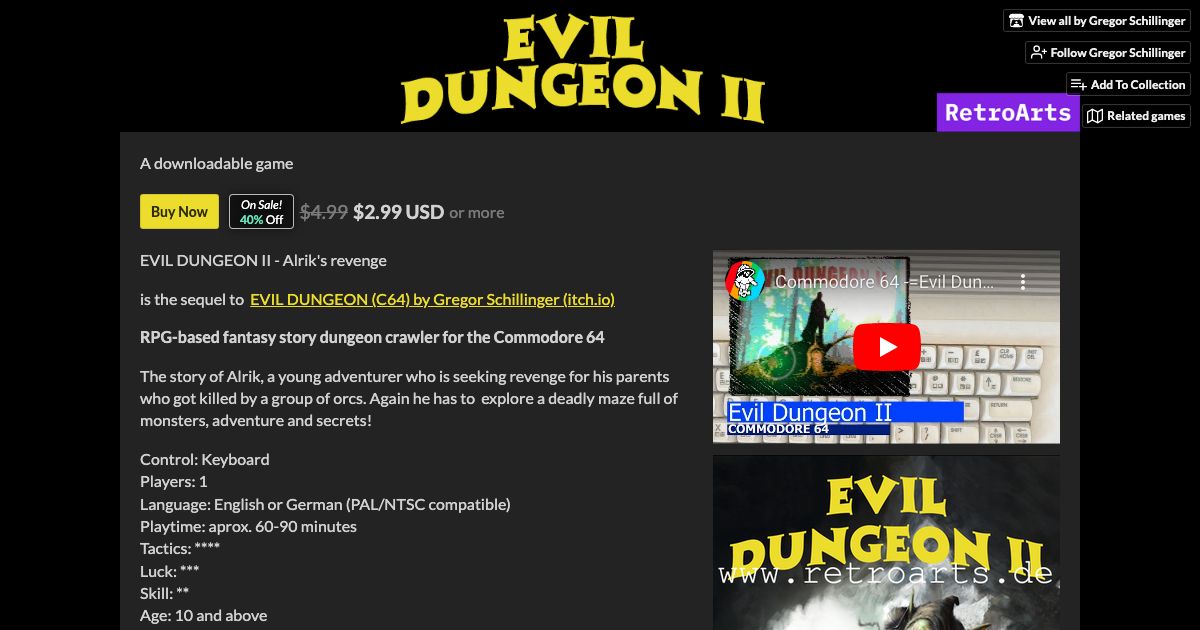 EVIL
DUNGEON II
View all by Gregor Schillinger
Follow Gregor Schillinger
Add To Collection
Related games
RetroArts
A downloadable game
Buy Now
On Sale!
40% Off
$4.99 $2.99 USD or more
EVIL DUNGEON II - Alrik's revenge
is the sequel to EVIL DUNGEON (C64) by Gregor Schillinger (itch.io)
RPG-based fantasy story dungeon crawler for the Commodore 64
The story of Alrik, a young adventurer who is seeking revenge for his parents
who got killed by a group of orcs. Again he has to explore a deadly maze full of
monsters, adventure and secrets!
Control: Keyboard
Players: 1
Language: English or German (PAL/NTSC compatible)
Playtime: aprox. 60-90 minutes
Tactics: ****
Luck: ***
Skill: **
Age: 10 and above
Commodore 64 -=Evil Dun...
Evil Dungeon II
COMMODORE 64
EVIL
DUNGEON II
www.retroarts.de